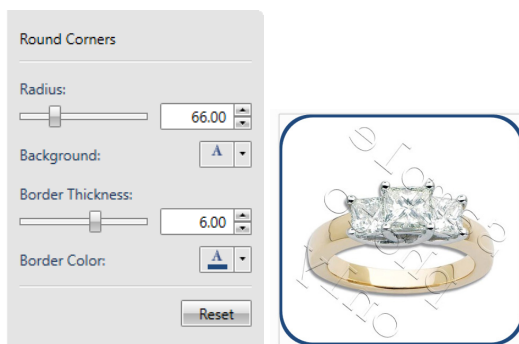 Round Corners
Radius:
66.00
Background:
A
Border Thickness:
6.00
Border Color:
A
Reset